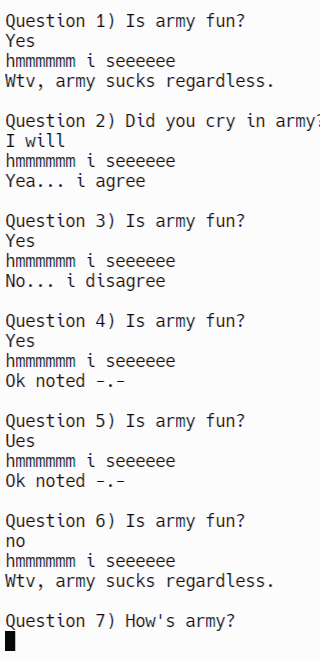 Question 1) Is army fun?
Yes
hmmmmmm i seeeeee
Wtv, army sucks regardless.
Question 2) Did you cry in army?
I will
hmmmmmm i seeeeee
Yea... i agree
Question 3) Is army fun?
Yes
hmmmmmm i seeeeee
No... i disagree
Question 4) Is army fun?
Yes
hmmmmmm i seeeeee
Ok noted -.-
Question 5) Is army fun?
Ues
hmmmmmm i seeeeee
Ok noted -.-
Question 6) Is army fun?
no
hmmmmmm i seeeeee
Wtv, army sucks regardless.
Question 7) How's army?